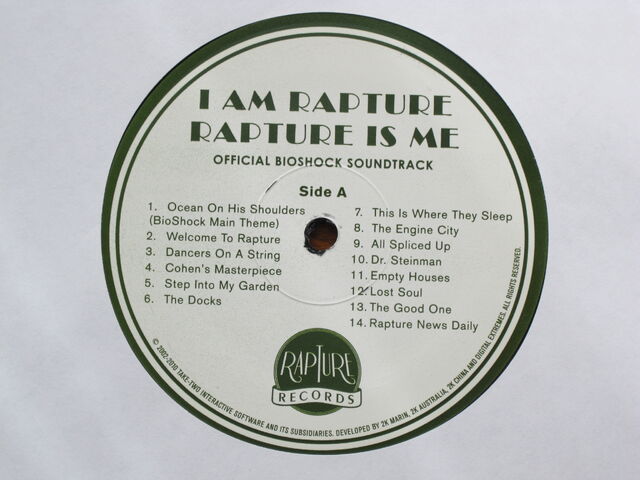 I AM RAPTURE
RAPTURE IS ME
OFFICIAL BIOSHOCK SOUNDTRACK
Side A
1. Ocean On His Shoulders
(BioShock Main Theme)
2. Welcome To Rapture
3. Dancers On A String
4. Cohen's Masterpiece
5. Step Into My Garden
6. The Docks
7. This Is Where They Sleep
8. The Engine City
9. All Spliced Up
10. Dr. Steinman
11. Empty Houses
12. Lost Soul
13. The Good One
14. Rapture News Daily
RAPTURE
RECORDS
© 2002-2010 TAKE-TWO INTERACTIVE SOFTWARE AND ITS SUBSIDIARIES. DEVELOPED BY 2K MARIN, 2K AUSTRALIA, 2K CHINA AND DIGITAL EXTREMES. ALL RIGHTS RESERVED.